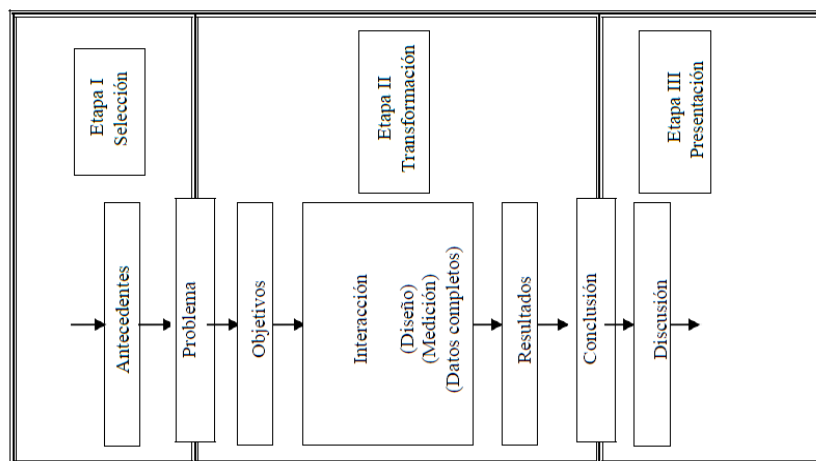 Etapa I
Selección
Etapa II
Transformación
Etapa III
Presentación
Antecedentes
Problema
Objetivos
Interacción
(Diseño)
(Medición)
(Datos completos)
Resultados
Conclusión
Discusión